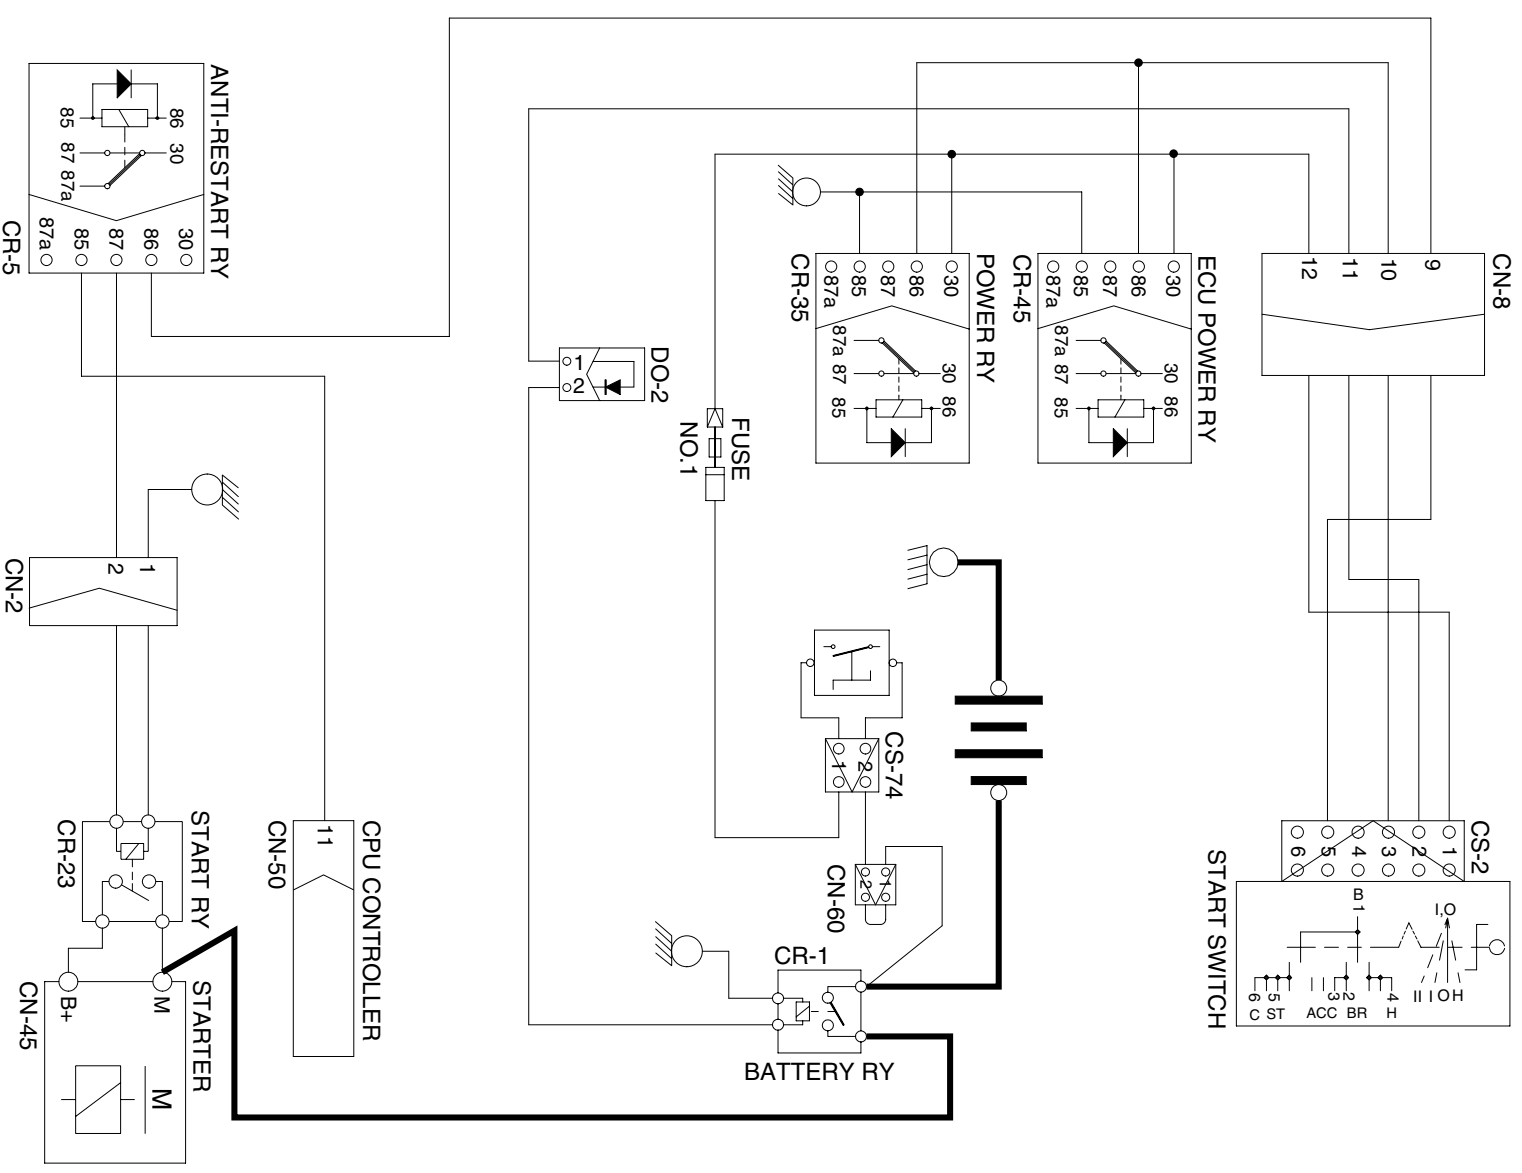 ANTI-RESTART RY
86
85
30
87
87a
87a
85
87
86
30
CR-5
POWER RY
87a
85
87
86
30
CR-35
87a
87
30
85
86
ECU POWER RY
87a
85
87
86
30
CR-45
87a
87
30
85
86
CN-8
12
11
10
9
DO-2
1
2
FUSE
NO.1
CN-2
2
1
CS-74
1
2
CN-60
2
1
START RY
CR-23
CPU CONTROLLER
CN-50
11
STARTER
CN-45
B+
M
M
CR-1
BATTERY RY
START SWITCH
CS-2
6
5
4
3
2
1
B
1
I,O
II I O H
6
5
3
2
4
C
ST
ACC
BR
H